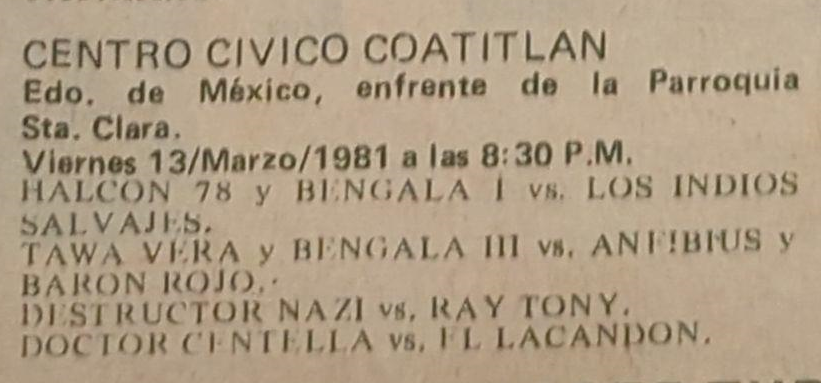 CENTRO CIVICO COATITLAN
Edo. de México, enfrente de la Parroquia
Sta. Clara.
Viernes 13/Marzo/1981 a las 8:30 P.M.
HALCON 78 y BENGALA I vs. LOS INDIOS
SALVAJES.
TAWA VERA y BENGALA III vs. ANFIBIUS y
BARON ROJO.
DESTRUCTOR NAZI vs. RAY TONY.
DOCTOR CENTELLA vs. EL LACANDON.